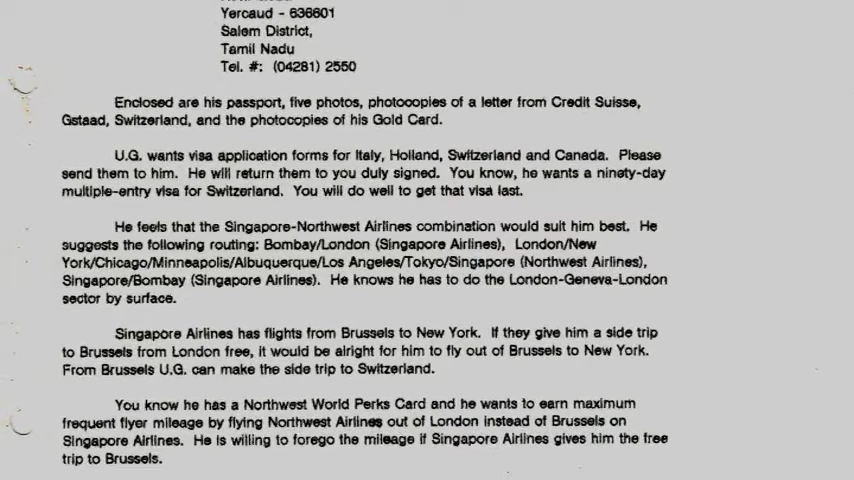 Yercaud - 636601
Salem District,
Tamil Nadu
Tel. #: (04281) 2550
Enclosed are his passport, five photos, photocopies of a letter from Credit Suisse,
Gstaad, Switzerland, and the photocopies of his Gold Card.
U.G. wants visa application forms for Italy, Holland, Switzerland and Canada. Please
send them to him. He will return them to you duly signed. You know, he wants a ninety-day
multiple-entry visa for Switzerland. You will do well to get that visa last.
He feels that the Singapore-Northwest Airlines combination would suit him best. He
suggests the following routing: Bombay/London (Singapore Airlines), London/New
York/Chicago/Minneapolis/Albuquerque/Los Angeles/Tokyo/Singapore (Northwest Airlines),
Singapore/Bombay (Singapore Airlines). He knows he has to do the London-Geneva-London
sector by surface.
Singapore Airlines has flights from Brussels to New York. If they give him a side trip
to Brussels from London free, it would be alright for him to fly out of Brussels to New York.
From Brussels U.G. can make the side trip to Switzerland.
You know he has a Northwest World Perks Card and he wants to earn maximum
frequent flyer mileage by flying Northwest Airlines out of London instead of Brussels on
Singapore Airlines. He is willing to forego the mileage if Singapore Airlines gives him the free
trip to Brussels.